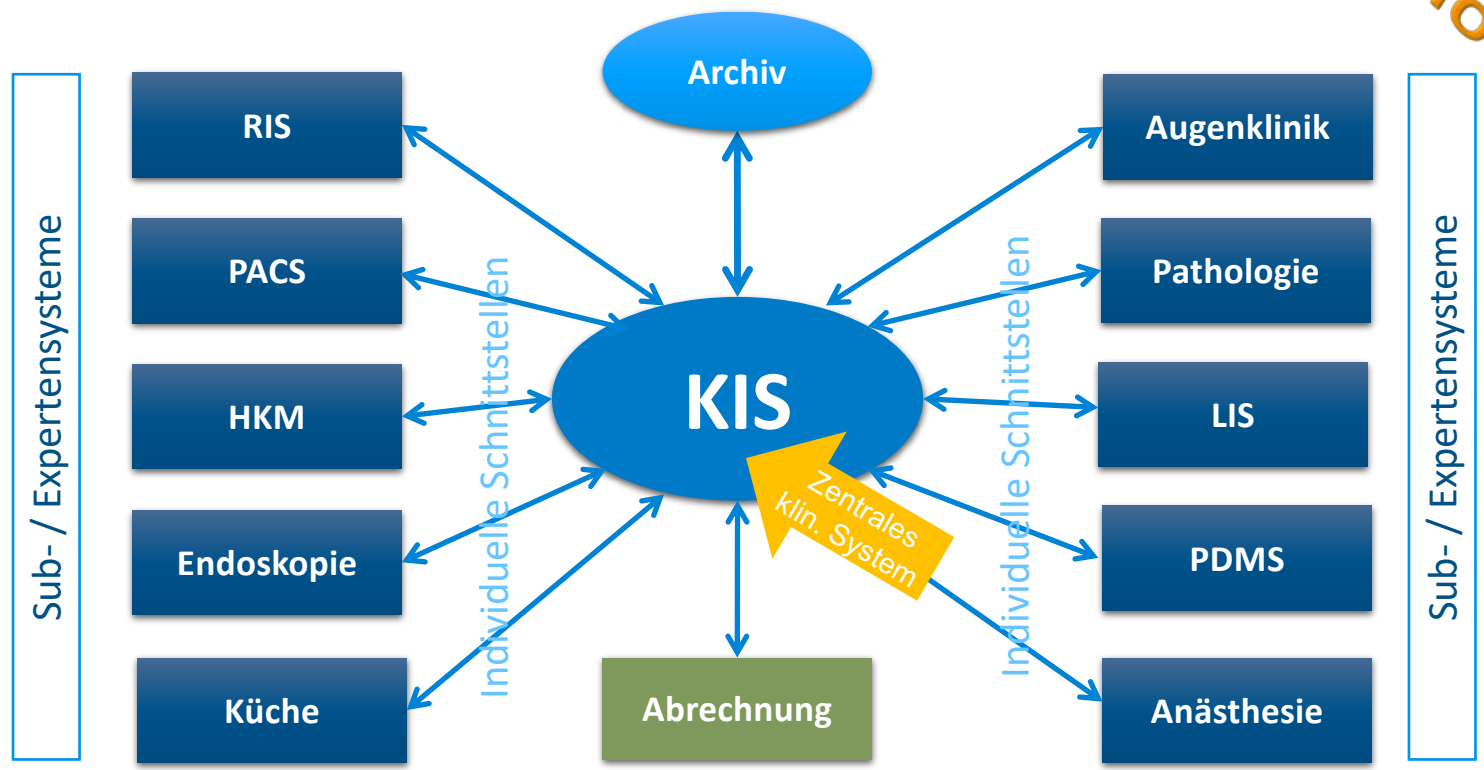 Archiv
RIS
Augenklinik
PACS
Pathologie
KIS
HKM
LIS
Zentrales
klin. System
Endoskopie
PDMS
Küche
Abrechnung
Anästhesie
Sub- / Expertensysteme
Individuelle Schnittstellen
Individuelle Schnittstellen
Sub- / Expertensysteme